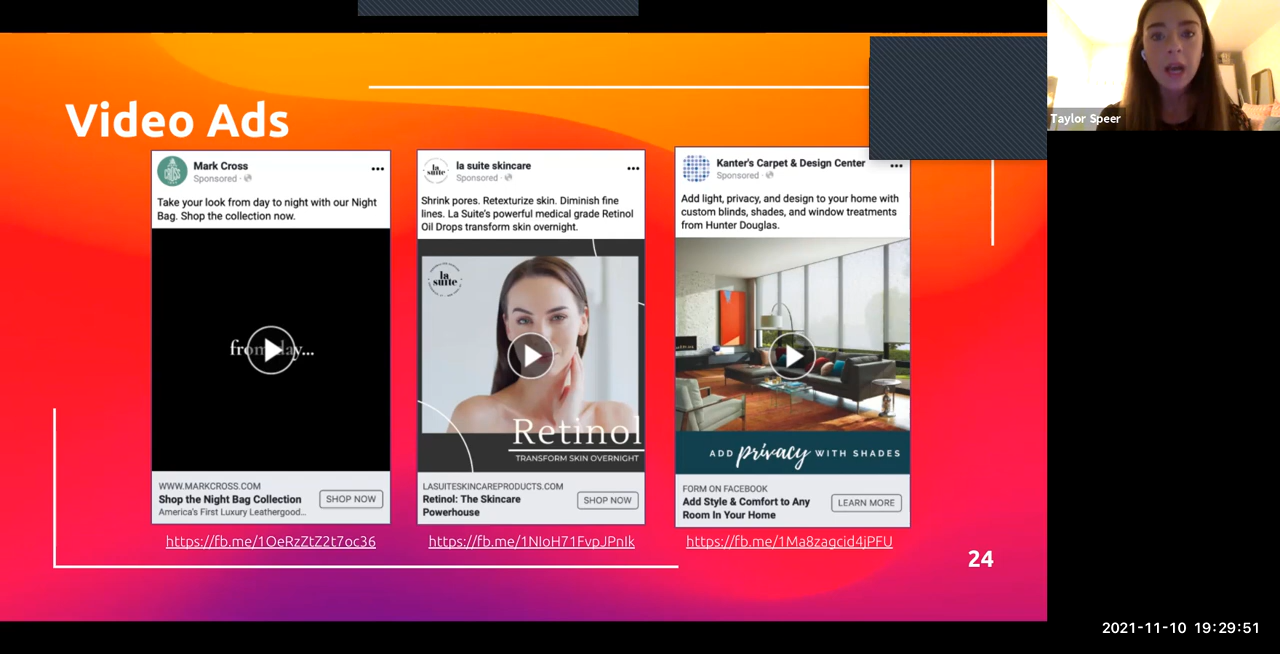 Video Ads
Mark Cross
Sponsored ·
Take your look from day to night with our Night
Bag. Shop the collection now.
from day...
WWW.MARKCROSS.COM
Shop the Night Bag Collection
America's First Luxury Leathergood...
SHOP NOW
la suite skincare
Sponsored ·
Shrink pores. Retexturize skin. Diminish fine
lines. La Suite's powerful medical grade Retinol
Oil Drops transform skin overnight.
la
suite
Retinol
TRANSFORM SKIN OVERNIGHT
LASUITESKINCAREPRODUCTS.COM
Retinol: The Skincare
Powerhouse
SHOP NOW
Kanter's Carpet & Design Center
Sponsored ·
Add light, privacy, and design to your home with
custom blinds, shades, and window treatments
from Hunter Douglas.
ADD privacy WITH SHADES
FORM ON FACEBOOK
Add Style & Comfort to Any
Room In Your Home
LEARN MORE
https://fb.me/1OeRzZtZ2t7oc36
https://fb.me/1NIoH71FvpJPnIk
https://fb.me/1Ma8zagcid4jPFU
24
Taylor Speer
2021-11-10 19:29:51